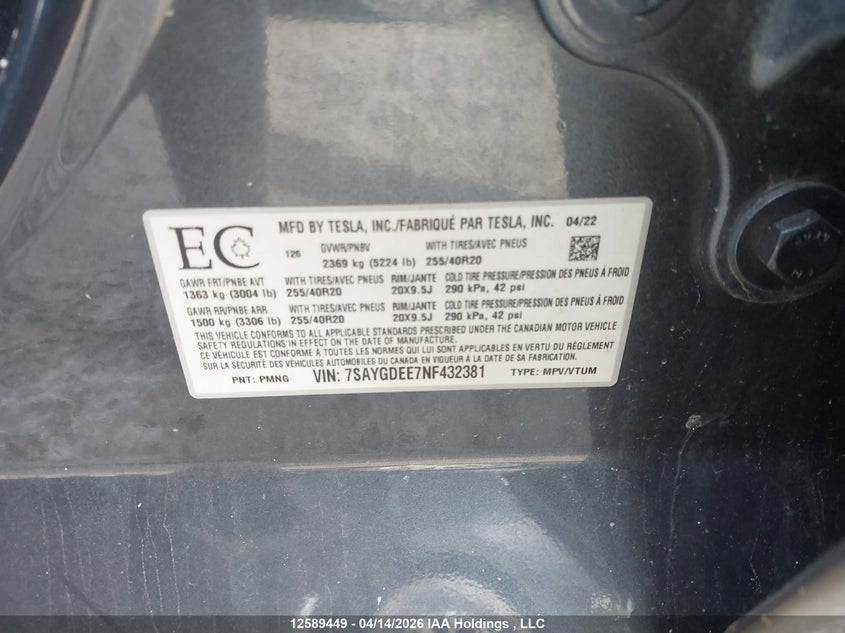 EC
MFD BY TESLA, INC./FABRIQUÉ PAR TESLA, INC. 04/22
126 GVWR/PNBV WITH TIRES/AVEC PNEUS
2369 kg (5224 lb) 255/40R20
GAWR FRT/PNBE AVT WITH TIRES/AVEC PNEUS RIM/JANTE COLD TIRE PRESSURE/PRESSION DES PNEUS À FROID
1363 kg (3004 lb) 255/40R20 20X9.5J 290 kPa, 42 psi
GAWR RR/PNBE ARR WITH TIRES/AVEC PNEUS RIM/JANTE COLD TIRE PRESSURE/PRESSION DES PNEUS À FROID
1500 kg (3306 lb) 255/40R20 20X9.5J 290 kPa, 42 psi
THIS VEHICLE CONFORMS TO ALL APPLICABLE STANDARDS PRESCRIBED UNDER THE CANADIAN MOTOR VEHICLE
SAFETY REGULATIONS IN EFFECT ON THE DATE OF MANUFACTURE.
CE VÉHICULE EST CONFORME À TOUTES LES NORMES QUI LUI SONT APPLICABLES EN VERTU DU RÈGLEMENT
SUR LA SÉCURITÉ DES VÉHICULES AUTOMOBILES DU CANADA EN VIGUEUR À LA DATE DE SA FABRICATION.
PNT: PMNG VIN: 7SAYGDEE7NF432381 TYPE: MPV/VTUM
12589449 - 04/14/2026 IAA Holdings , LLC